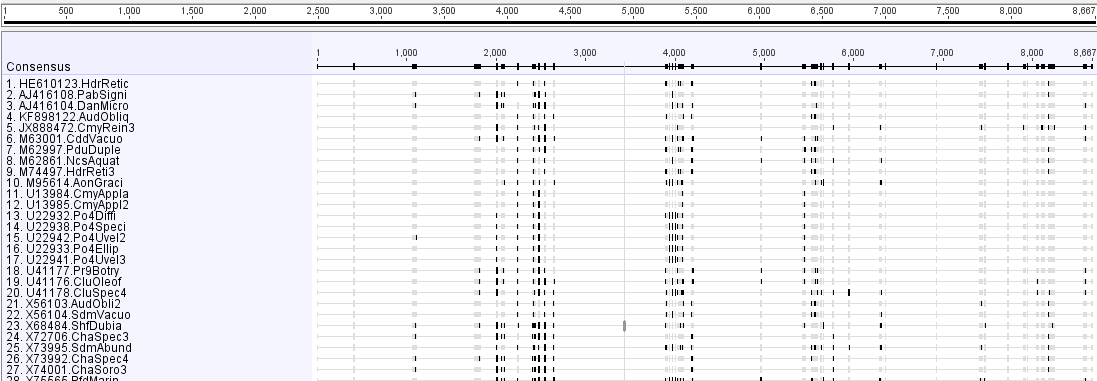 1 500 1,000 1,500 2,000 2,500 3,000 3,500 4,000 4,500 5,000 5,500 6,000 6,500 7,000 7,500 8,000 8,667
1 1,000 2,000 3,000 4,000 5,000 6,000 7,000 8,000 8,667
Consensus
1. HE610123.HdrRetic
2. AJ416108.PabSigni
3. AJ416104.DanMicro
4. KF898122.AudObliq
5. JX888472.CmyRein3
6. M63001.CddVacuo
7. M62997.PduDuple
8. M62861.NcsAquat
9. M74497.HdrReti3
10. M95614.AonGraci
11. U13984.CmyAppla
12. U13985.CmyAppl2
13. U22932.Po4Diffi
14. U22938.Po4Speci
15. U22942.Po4Uvel2
16. U22933.Po4Ellip
17. U22941.Po4Uvel3
18. U41177.Pr9Botry
19. U41176.CluOleof
20. U41178.CluSpec4
21. X56103.AudObli2
22. X56104.SdmVacuo
23. X68484.ShfDubia
24. X72706.ChaSpec3
25. X73995.SdmAbund
26. X73992.ChaSpec4
27. X74001.ChaSoro3
28. X75565.PfdMarin